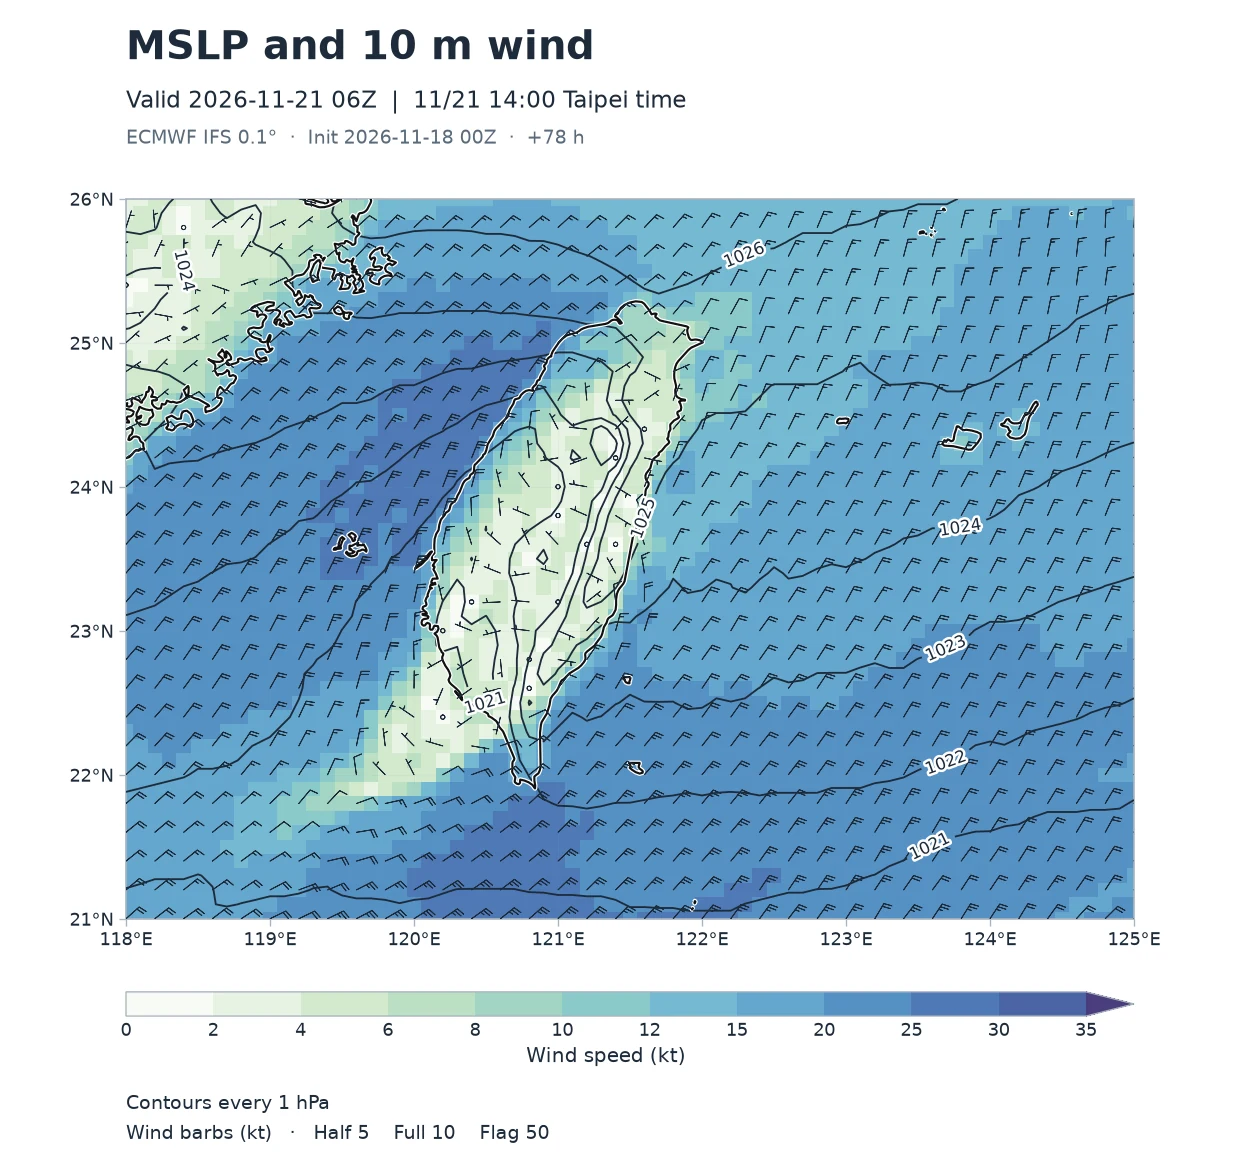 MSLP and 10 m wind
Valid 2026-11-21 06Z | 11/21 14:00 Taipei time
ECMWF IFS 0.1° · Init 2026-11-18 00Z · +78 h
26°N
25°N
24°N
23°N
22°N
21°N
1026
1024
1025
1024
1023
1021
1022
1021
118°E 119°E 120°E 121°E 122°E 123°E 124°E 125°E
0 2 4 6 8 10 12 15 20 25 30 35
Wind speed (kt)
Contours every 1 hPa
Wind barbs (kt) · Half 5 Full 10 Flag 50